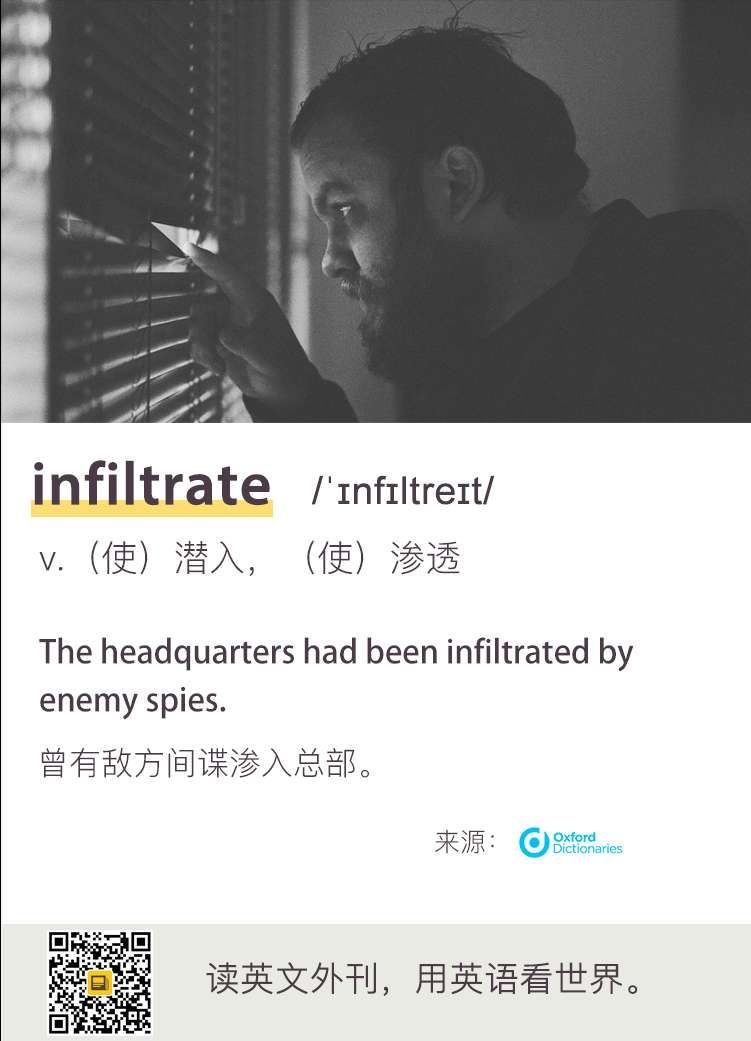 infiltrate /ˈɪnfɪltreɪt/
v.（使）潜入，（使）渗透
The headquarters had been infiltrated by
enemy spies.
曾有敌方间谍渗入总部。
来源： Oxford
Dictionaries
读英文外刊，用英语看世界。